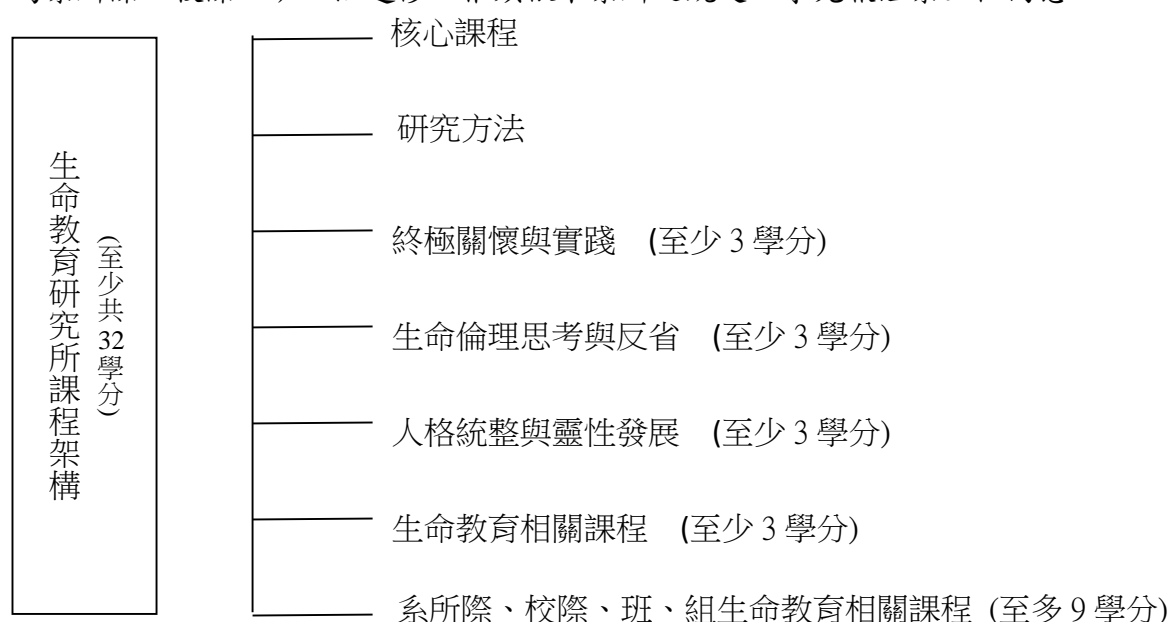 核心課程
研究方法
生命教育研究所課程架構
(至少共32學分)
終極關懷與實踐 (至少 3 學分)
生命倫理思考與反省 (至少 3 學分)
人格統整與靈性發展 (至少 3 學分)
生命教育相關課程 (至少 3 學分)
系所際、校際、班、組生命教育相關課程 (至多 9 學分)